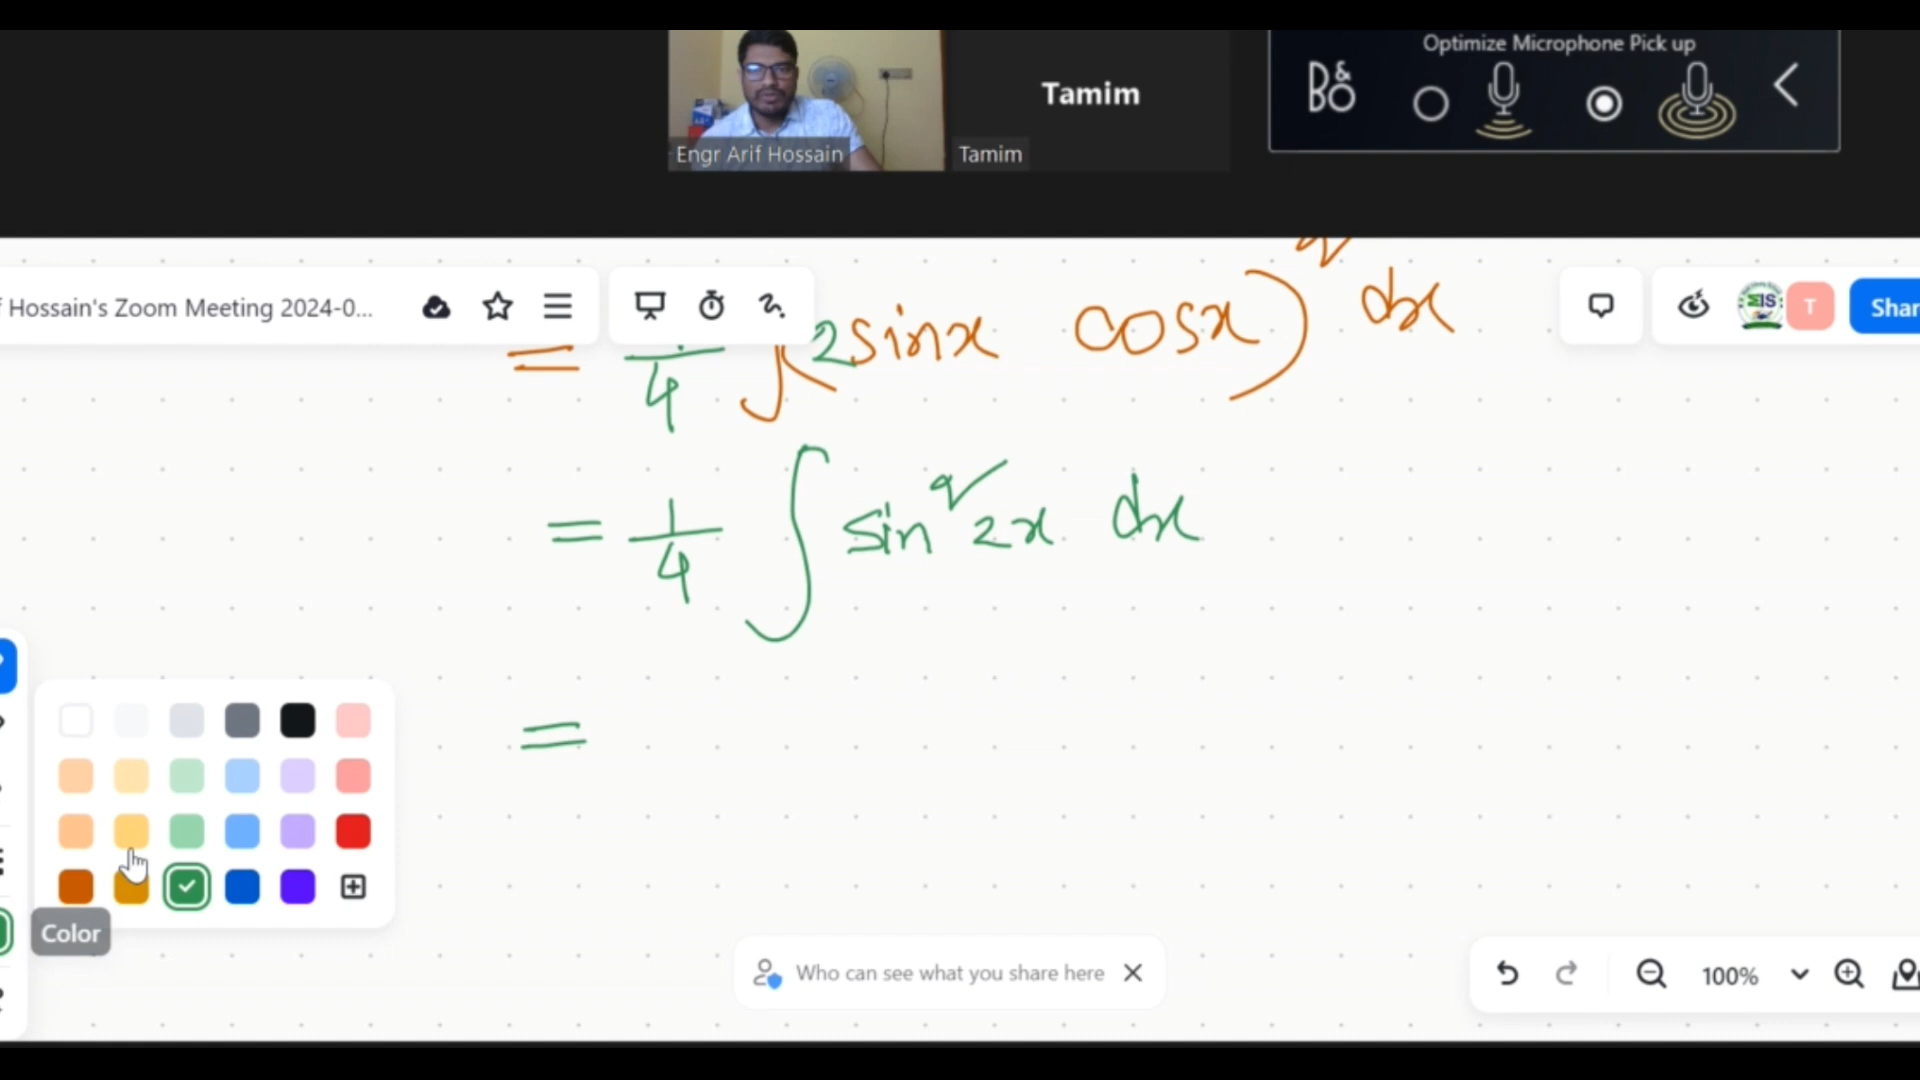 Optimize Microphone Pick up
B&O
Tamim
Engr Arif Hossain
Tamim
Hossain's Zoom Meeting 2024-0...
T
Shar
= 1/4 ∫(2sinx cosx)² dx
= 1/4 ∫ sin²2x dx
=
Color
Who can see what you share here
100%